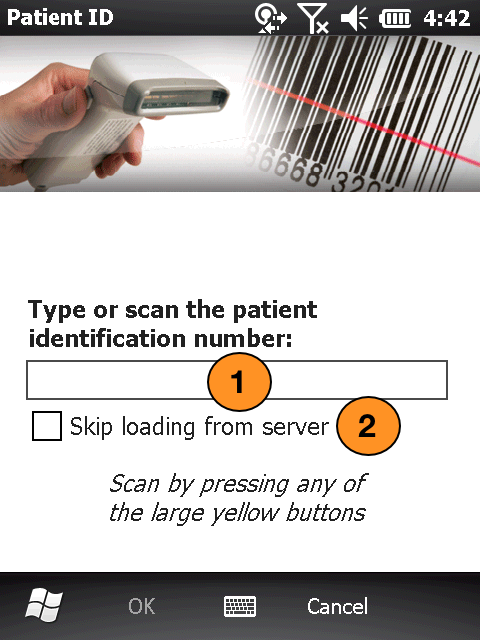 Patient ID 4:42
86668 3201
Type or scan the patient
identification number:
1
Skip loading from server 2
Scan by pressing any of
the large yellow buttons
OK Cancel